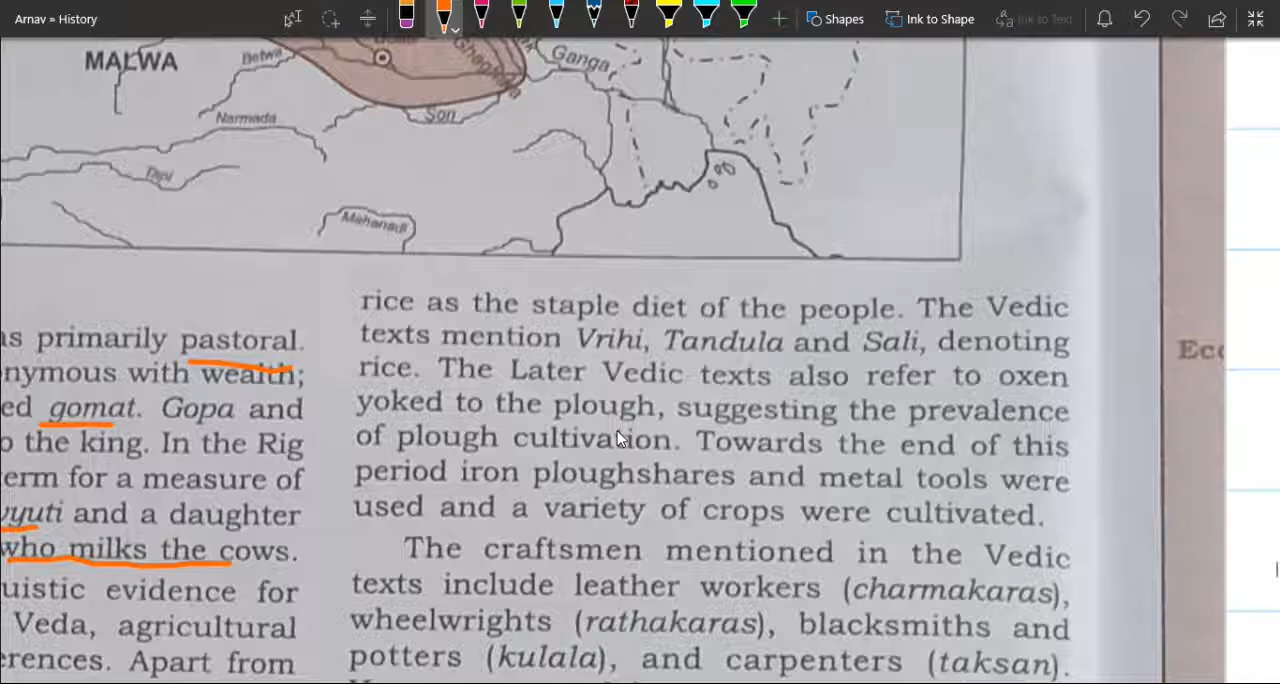 Arnav » History
Shapes
Ink to Shape
Ink to Text
MALWA
Betwa
Ghaghara
Ganga
Son
Narmada
Tapi
Mahanadi
as primarily pastoral.
nymous with wealth;
ed gomat. Gopa and
o the king. In the Rig
erm for a measure of
vyuti and a daughter
who milks the cows.
uistic evidence for
Veda, agricultural
erences. Apart from
rice as the staple diet of the people. The Vedic
texts mention Vrihi, Tandula and Sali, denoting
rice. The Later Vedic texts also refer to oxen
yoked to the plough, suggesting the prevalence
of plough cultivation. Towards the end of this
period iron ploughshares and metal tools were
used and a variety of crops were cultivated.
The craftsmen mentioned in the Vedic
texts include leather workers (charmakaras),
wheelwrights (rathakaras), blacksmiths and
potters (kulala), and carpenters (taksan).
Eco